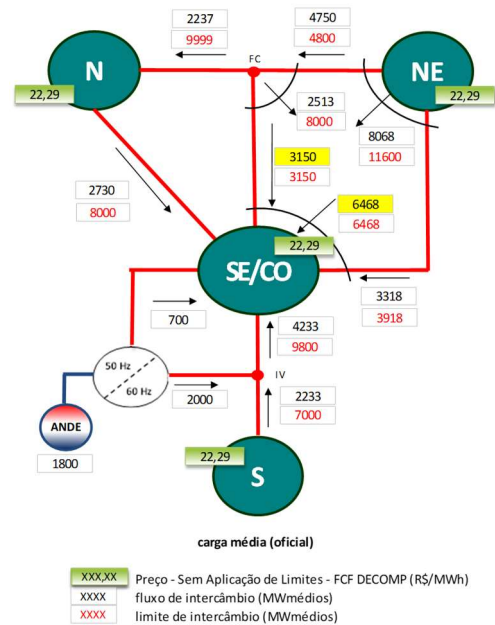 2237
9999
4750
4800
FC
N
NE
22,29
22,29
2513
8000
8068
11600
3150
3150
2730
8000
6468
6468
22,29
SE/CO
3318
3918
700
4233
9800
50 Hz
60 Hz
IV
2000
2233
7000
ANDE
1800
22,29
S
carga média (oficial)
XXX,XX Preço - Sem Aplicação de Limites - FCF DECOMP (R$/MWh)
XXXX fluxo de intercâmbio (MWmédios)
XXXX limite de intercâmbio (MWmédios)